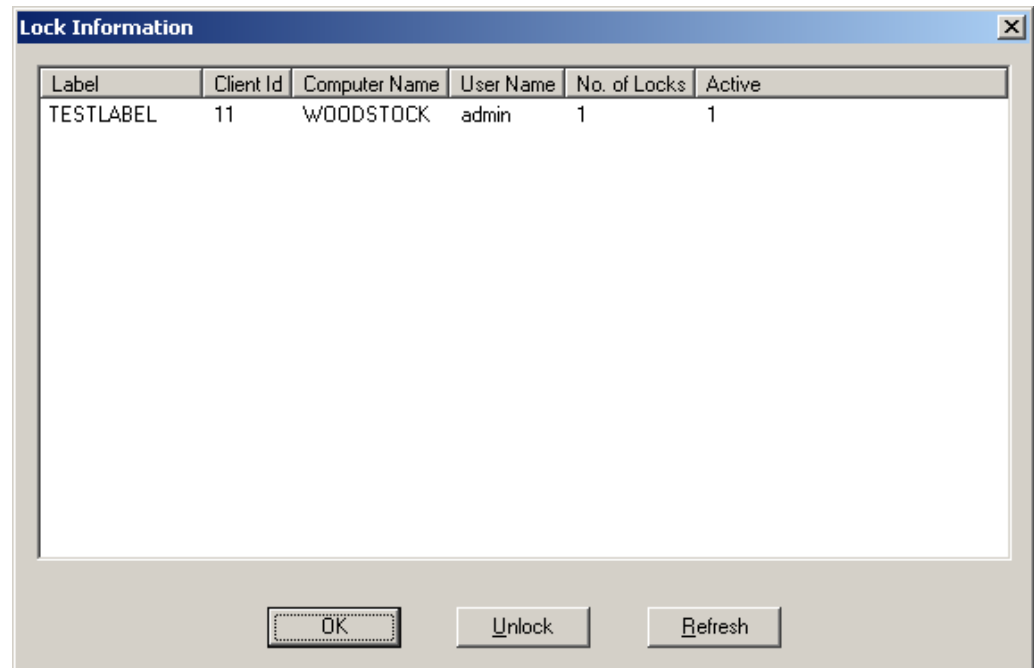 Lock Information
Label Client Id Computer Name User Name No. of Locks Active
TESTLABEL 11 WOODSTOCK admin 1 1
OK Unlock Refresh